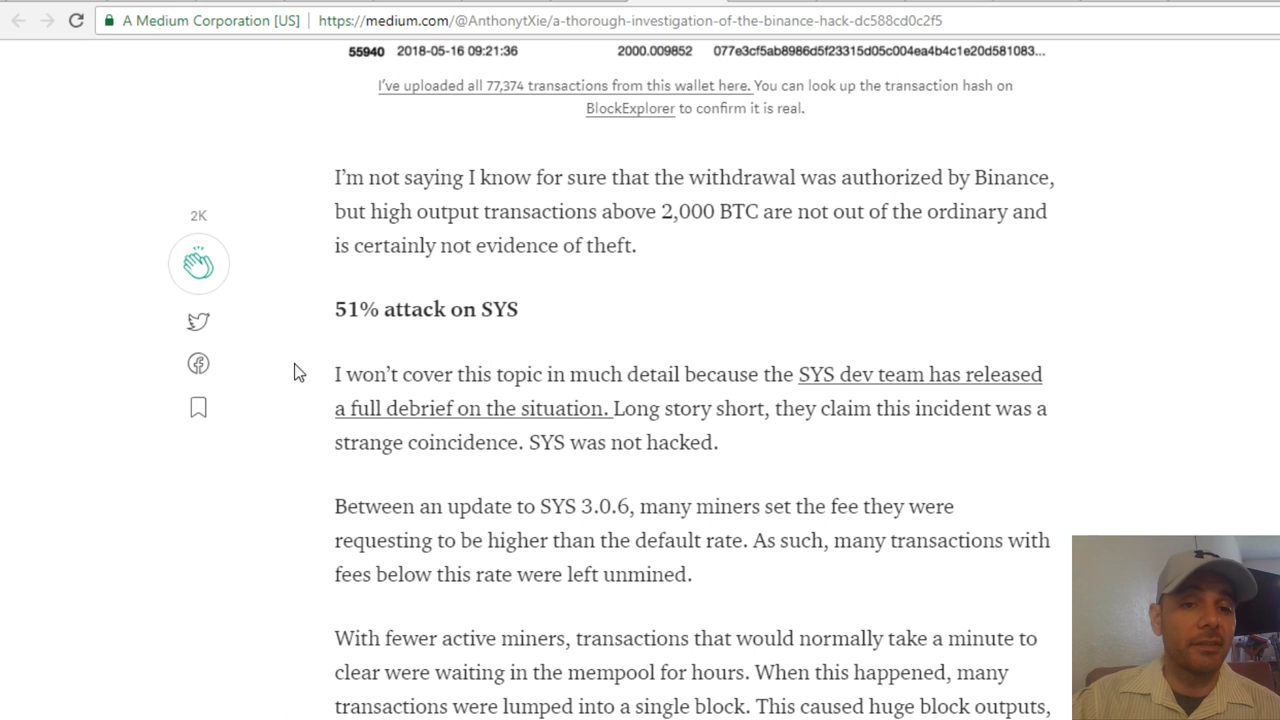 A Medium Corporation [US] | https://medium.com/@AnthonytXie/a-thorough-investigation-of-the-binance-hack-dc588cd0c2f5
55940 2018-05-16 09:21:36 2000.009852 077e3cf5ab8986d5f23315d05c004ea4b4c1e20d581083...
I've uploaded all 77,374 transactions from this wallet here. You can look up the transaction hash on
BlockExplorer to confirm it is real.
I'm not saying I know for sure that the withdrawal was authorized by Binance,
but high output transactions above 2,000 BTC are not out of the ordinary and
is certainly not evidence of theft.
2K
51% attack on SYS
I won't cover this topic in much detail because the SYS dev team has released
a full debrief on the situation. Long story short, they claim this incident was a
strange coincidence. SYS was not hacked.
Between an update to SYS 3.0.6, many miners set the fee they were
requesting to be higher than the default rate. As such, many transactions with
fees below this rate were left unmined.
With fewer active miners, transactions that would normally take a minute to
clear were waiting in the mempool for hours. When this happened, many
transactions were lumped into a single block. This caused huge block outputs,